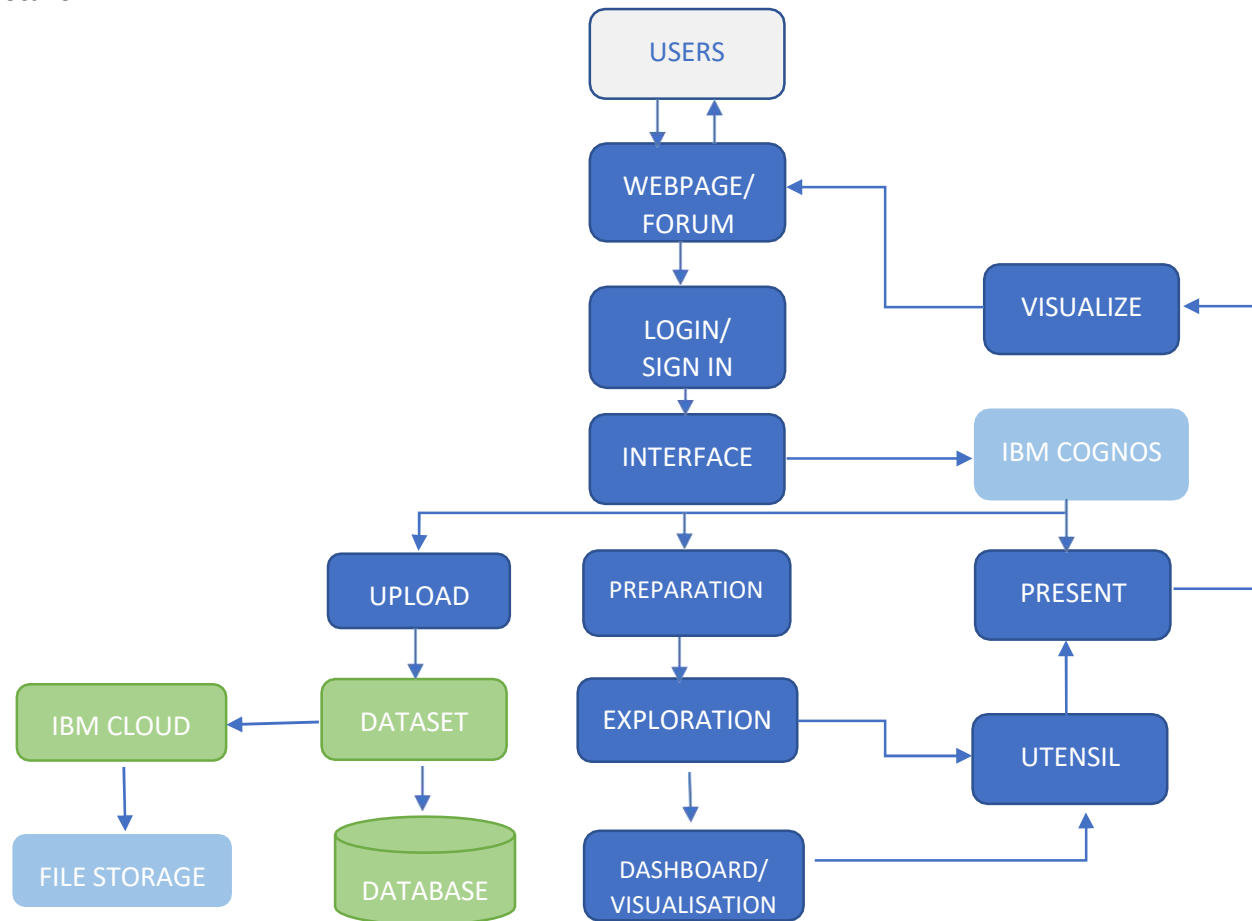 USERS
WEBPAGE/
FORUM
VISUALIZE
LOGIN/
SIGN IN
INTERFACE
IBM COGNOS
UPLOAD
PREPARATION
PRESENT
IBM CLOUD
DATASET
EXPLORATION
UTENSIL
FILE STORAGE
DATABASE
DASHBOARD/
VISUALISATION